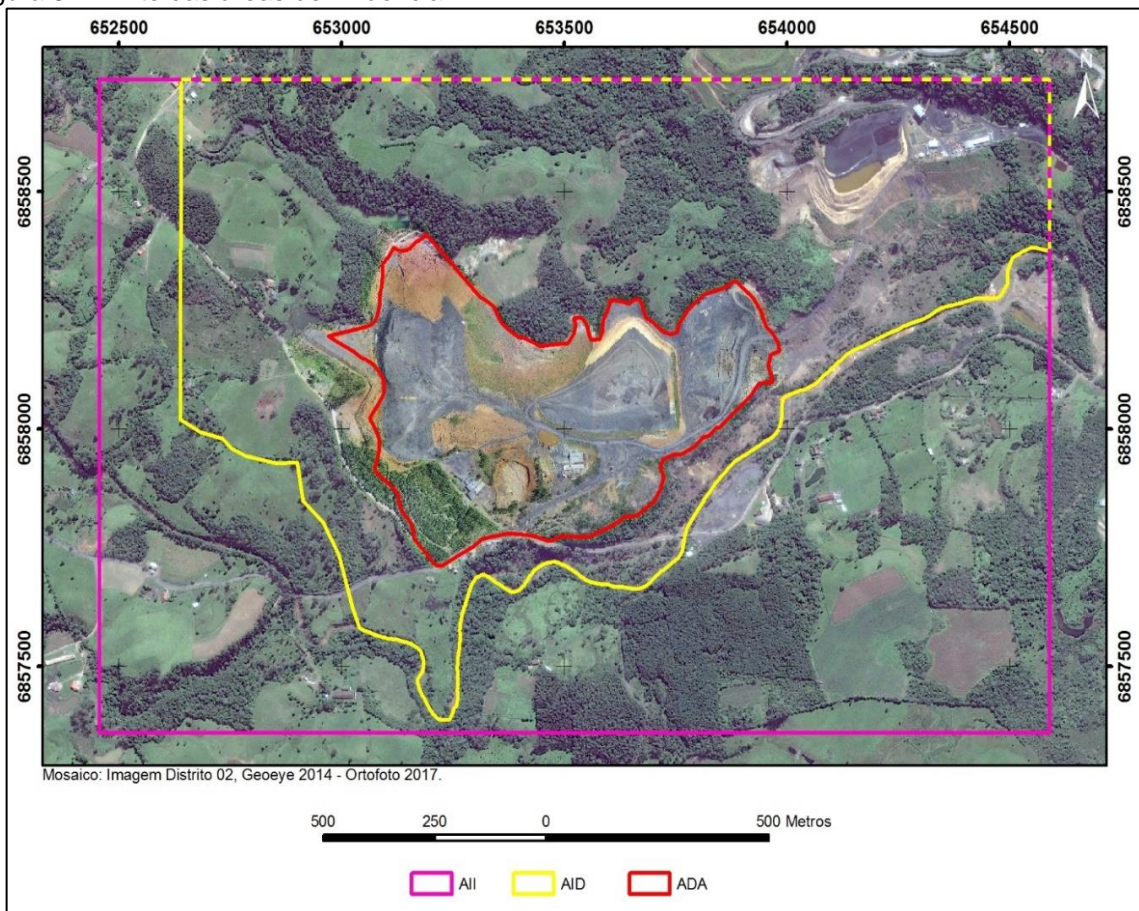 652500 653000 653500 654000 654500
N
6858500 6858500
6858000 6858000
6857500 6857500
Mosaico: Imagem Distrito 02, Geoeye 2014 - Ortofoto 2017.
500 250 0 500 Metros
AII AID ADA